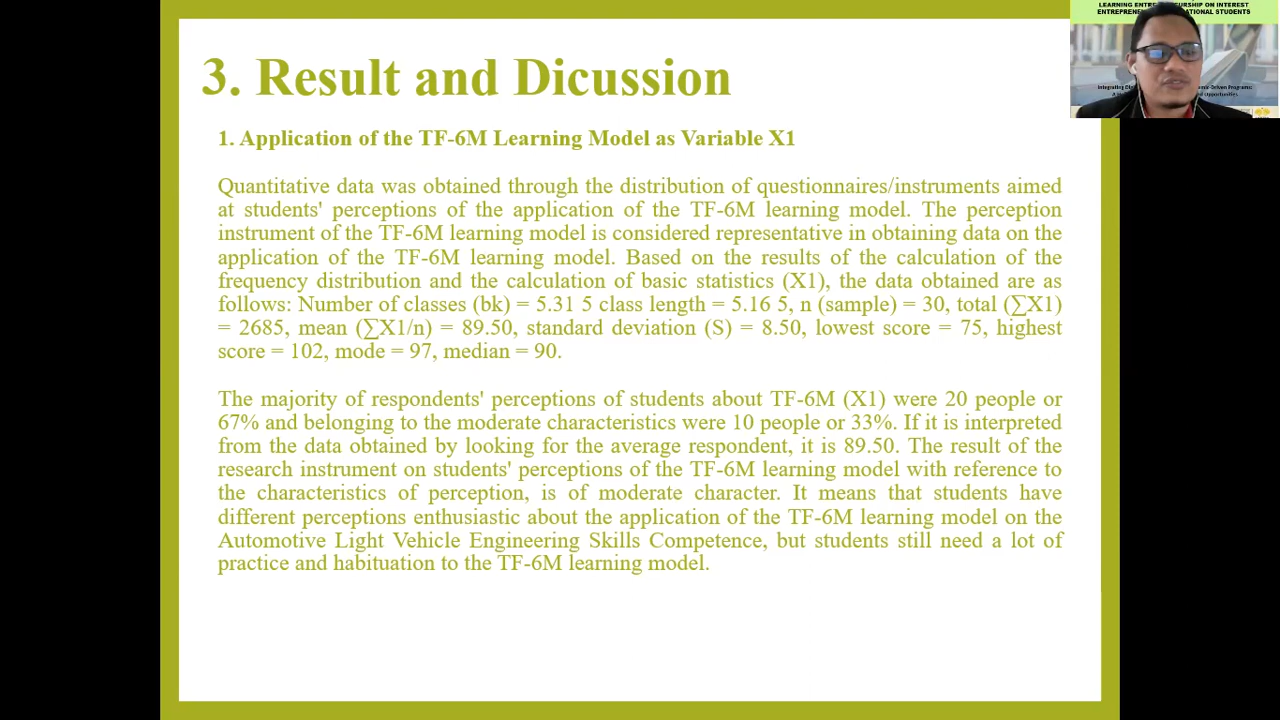 LEARNING ENTRE URSHIP ON INTEREST
ENTREPREN ATIONAL STUDENTS
3. Result and Dicussion
1. Application of the TF-6M Learning Model as Variable X1
Quantitative data was obtained through the distribution of questionnaires/instruments aimed
at students' perceptions of the application of the TF-6M learning model. The perception
instrument of the TF-6M learning model is considered representative in obtaining data on the
application of the TF-6M learning model. Based on the results of the calculation of the
frequency distribution and the calculation of basic statistics (X1), the data obtained are as
follows: Number of classes (bk) = 5.31 5 class length = 5.16 5, n (sample) = 30, total (∑X1)
= 2685, mean (∑X1/n) = 89.50, standard deviation (S) = 8.50, lowest score = 75, highest
score = 102, mode = 97, median = 90.
The majority of respondents' perceptions of students about TF-6M (X1) were 20 people or
67% and belonging to the moderate characteristics were 10 people or 33%. If it is interpreted
from the data obtained by looking for the average respondent, it is 89.50. The result of the
research instrument on students' perceptions of the TF-6M learning model with reference to
the characteristics of perception, is of moderate character. It means that students have
different perceptions enthusiastic about the application of the TF-6M learning model on the
Automotive Light Vehicle Engineering Skills Competence, but students still need a lot of
practice and habituation to the TF-6M learning model.